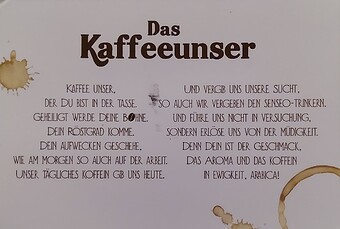 Das
Kaffeeunser
KAFFEE UNSER,
DER DU BIST IN DER TASSE.
GEHEILIGT WERDE DEINE BOHNE.
DEIN RÖSTGRAD KOMME.
DEIN AUFWECKEN GESCHEHE,
WIE AM MORGEN SO AUCH AUF DER ARBEIT.
UNSER TÄGLICHES KOFFEIN GIB UNS HEUTE.
UND VERGIB UNS UNSERE SUCHT,
SO AUCH WIR VERGEBEN DEN SENSEO-TRINKERN.
UND FÜHRE UNS NICHT IN VERSUCHUNG,
SONDERN ERLÖSE UNS VON DER MÜDIGKEIT.
DENN DEIN IST DER GESCHMACK,
DAS AROMA UND DAS KOFFEIN
IN EWIGKEIT, ARABICA!